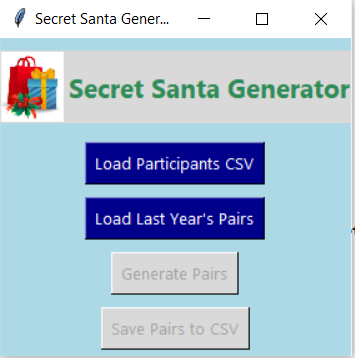 Secret Santa Gener...
Secret Santa Generator
Load Participants CSV
Load Last Year's Pairs
Generate Pairs
Save Pairs to CSV